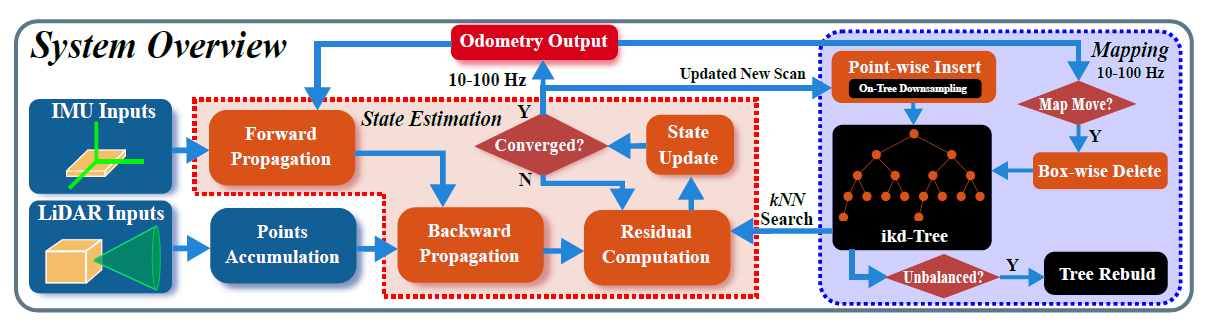 System Overview
Odometry Output
10-100 Hz
Updated New Scan
Mapping
10-100 Hz
Point-wise Insert
On-Tree Downsampling
Map Move?
Y
Box-wise Delete
IMU Inputs
Forward
Propagation
State Estimation
Y
Converged?
N
State
Update
LiDAR Inputs
Points
Accumulation
Backward
Propagation
Residual
Computation
kNN
Search
ikd-Tree
Unbalanced?
Y
Tree Rebuld